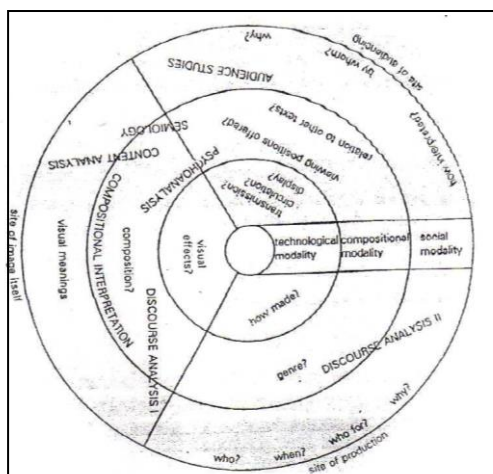 why?
by whom?
site of audiencing
how interpreted?
AUDIENCE STUDIES
relation to other texts?
viewing positions offered?
transmission?
circulation?
display?
SEMIOLOGY
CONTENT ANALYSIS
PSYCHOANALYSIS
COMPOSITIONAL INTERPRETATION
DISCOURSE ANALYSIS I
site of image itself
visual meanings
composition?
visual
effects?
technological
modality
compositional
modality
social
modality
how made?
genre?
DISCOURSE ANALYSIS II
who?
when?
who for?
why?
site of production